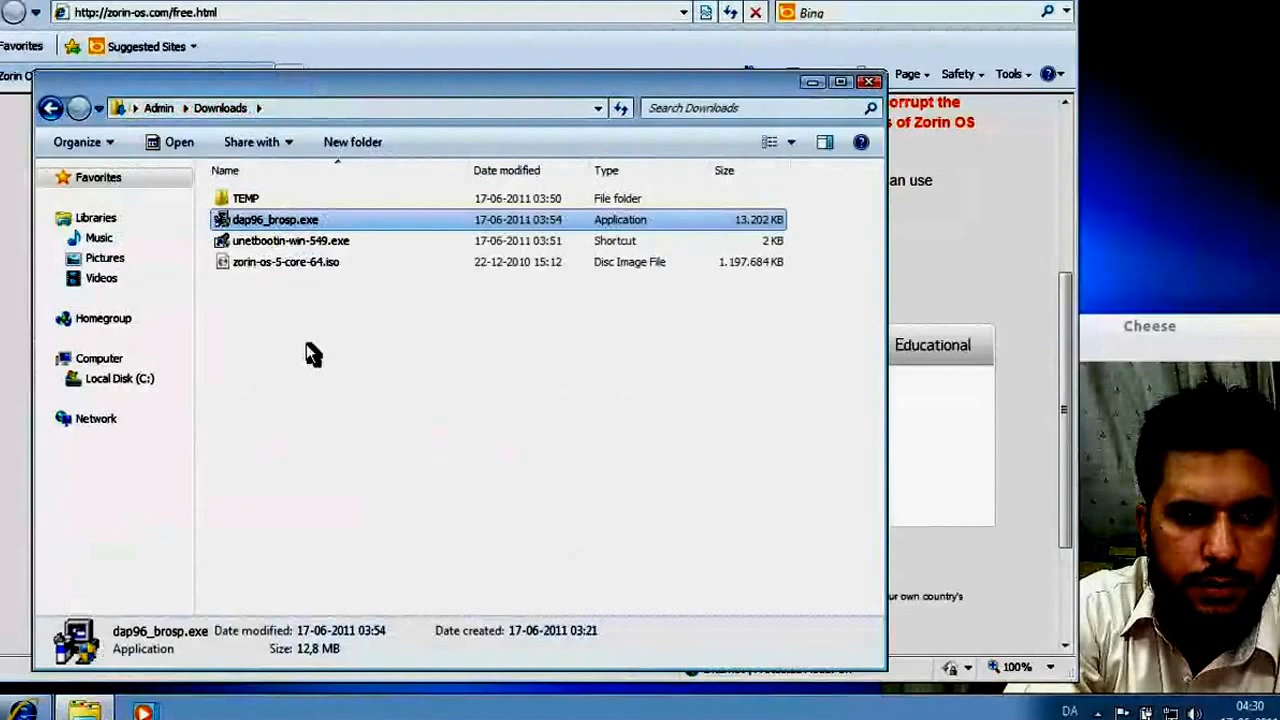 http://zorin-os.com/free.html
Bing
Favorites
Suggested Sites
Zorin O
Page
Safety
Tools
orrupt the
s of Zorin OS
Admin
Downloads
Search Downloads
Organize
Open
Share with
New folder
Name
Date modified
Type
Size
Favorites
TEMP
17-06-2011 03:50
File folder
dap96_brosp.exe
17-06-2011 03:54
Application
13.202 KB
unetbootin-win-549.exe
17-06-2011 03:51
Shortcut
2 KB
zorin-os-5-core-64.iso
22-12-2010 15:12
Disc Image File
1.197.684 KB
Libraries
Music
Pictures
Videos
Homegroup
Computer
Local Disk (C:)
Network
an use
Educational
Cheese
ur own country's
dap96_brosp.exe
Date modified: 17-06-2011 03:54
Date created: 17-06-2011 03:21
Application
Size: 12,8 MB
100%
DA
04:30